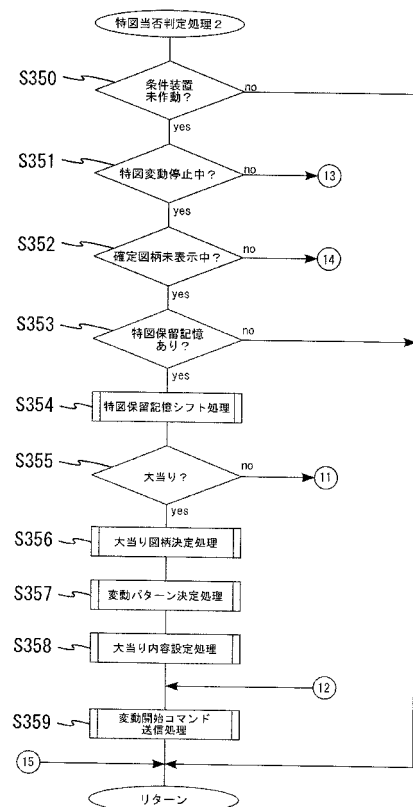 特図当否判定処理２
S350
条件装置
未作動？
no
yes
S351
特図変動停止中？
no
13
yes
S352
確定図柄未表示中？
no
14
yes
S353
特図保留記憶
あり？
no
yes
S354
特図保留記憶シフト処理
S355
大当り？
no
11
yes
S356
大当り図柄決定処理
S357
変動パターン決定処理
S358
大当り内容設定処理
12
S359
変動開始コマンド
送信処理
15
リターン